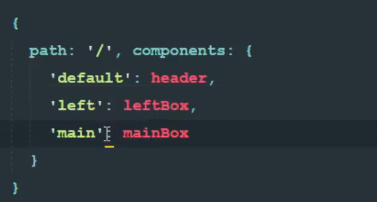 {
path: '/', components: {
'default': header,
'left': leftBox,
'main': mainBox
}
}